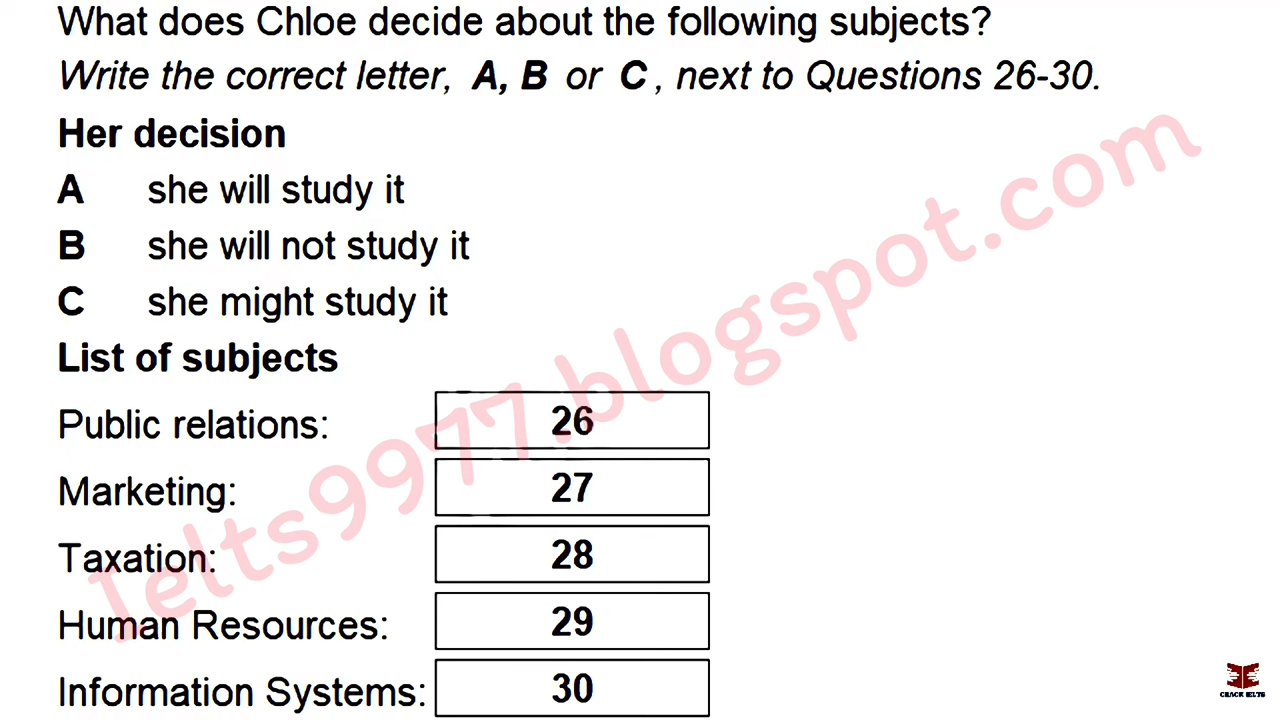 What does Chloe decide about the following subjects?
Write the correct letter, A, B or C , next to Questions 26-30.
Her decision
A she will study it
B she will not study it
C she might study it
List of subjects
Public relations: 26
Marketing: 27
Taxation: 28
Human Resources: 29
Information Systems: 30
Ielts9977.blogspot.com
CRACK IELTS